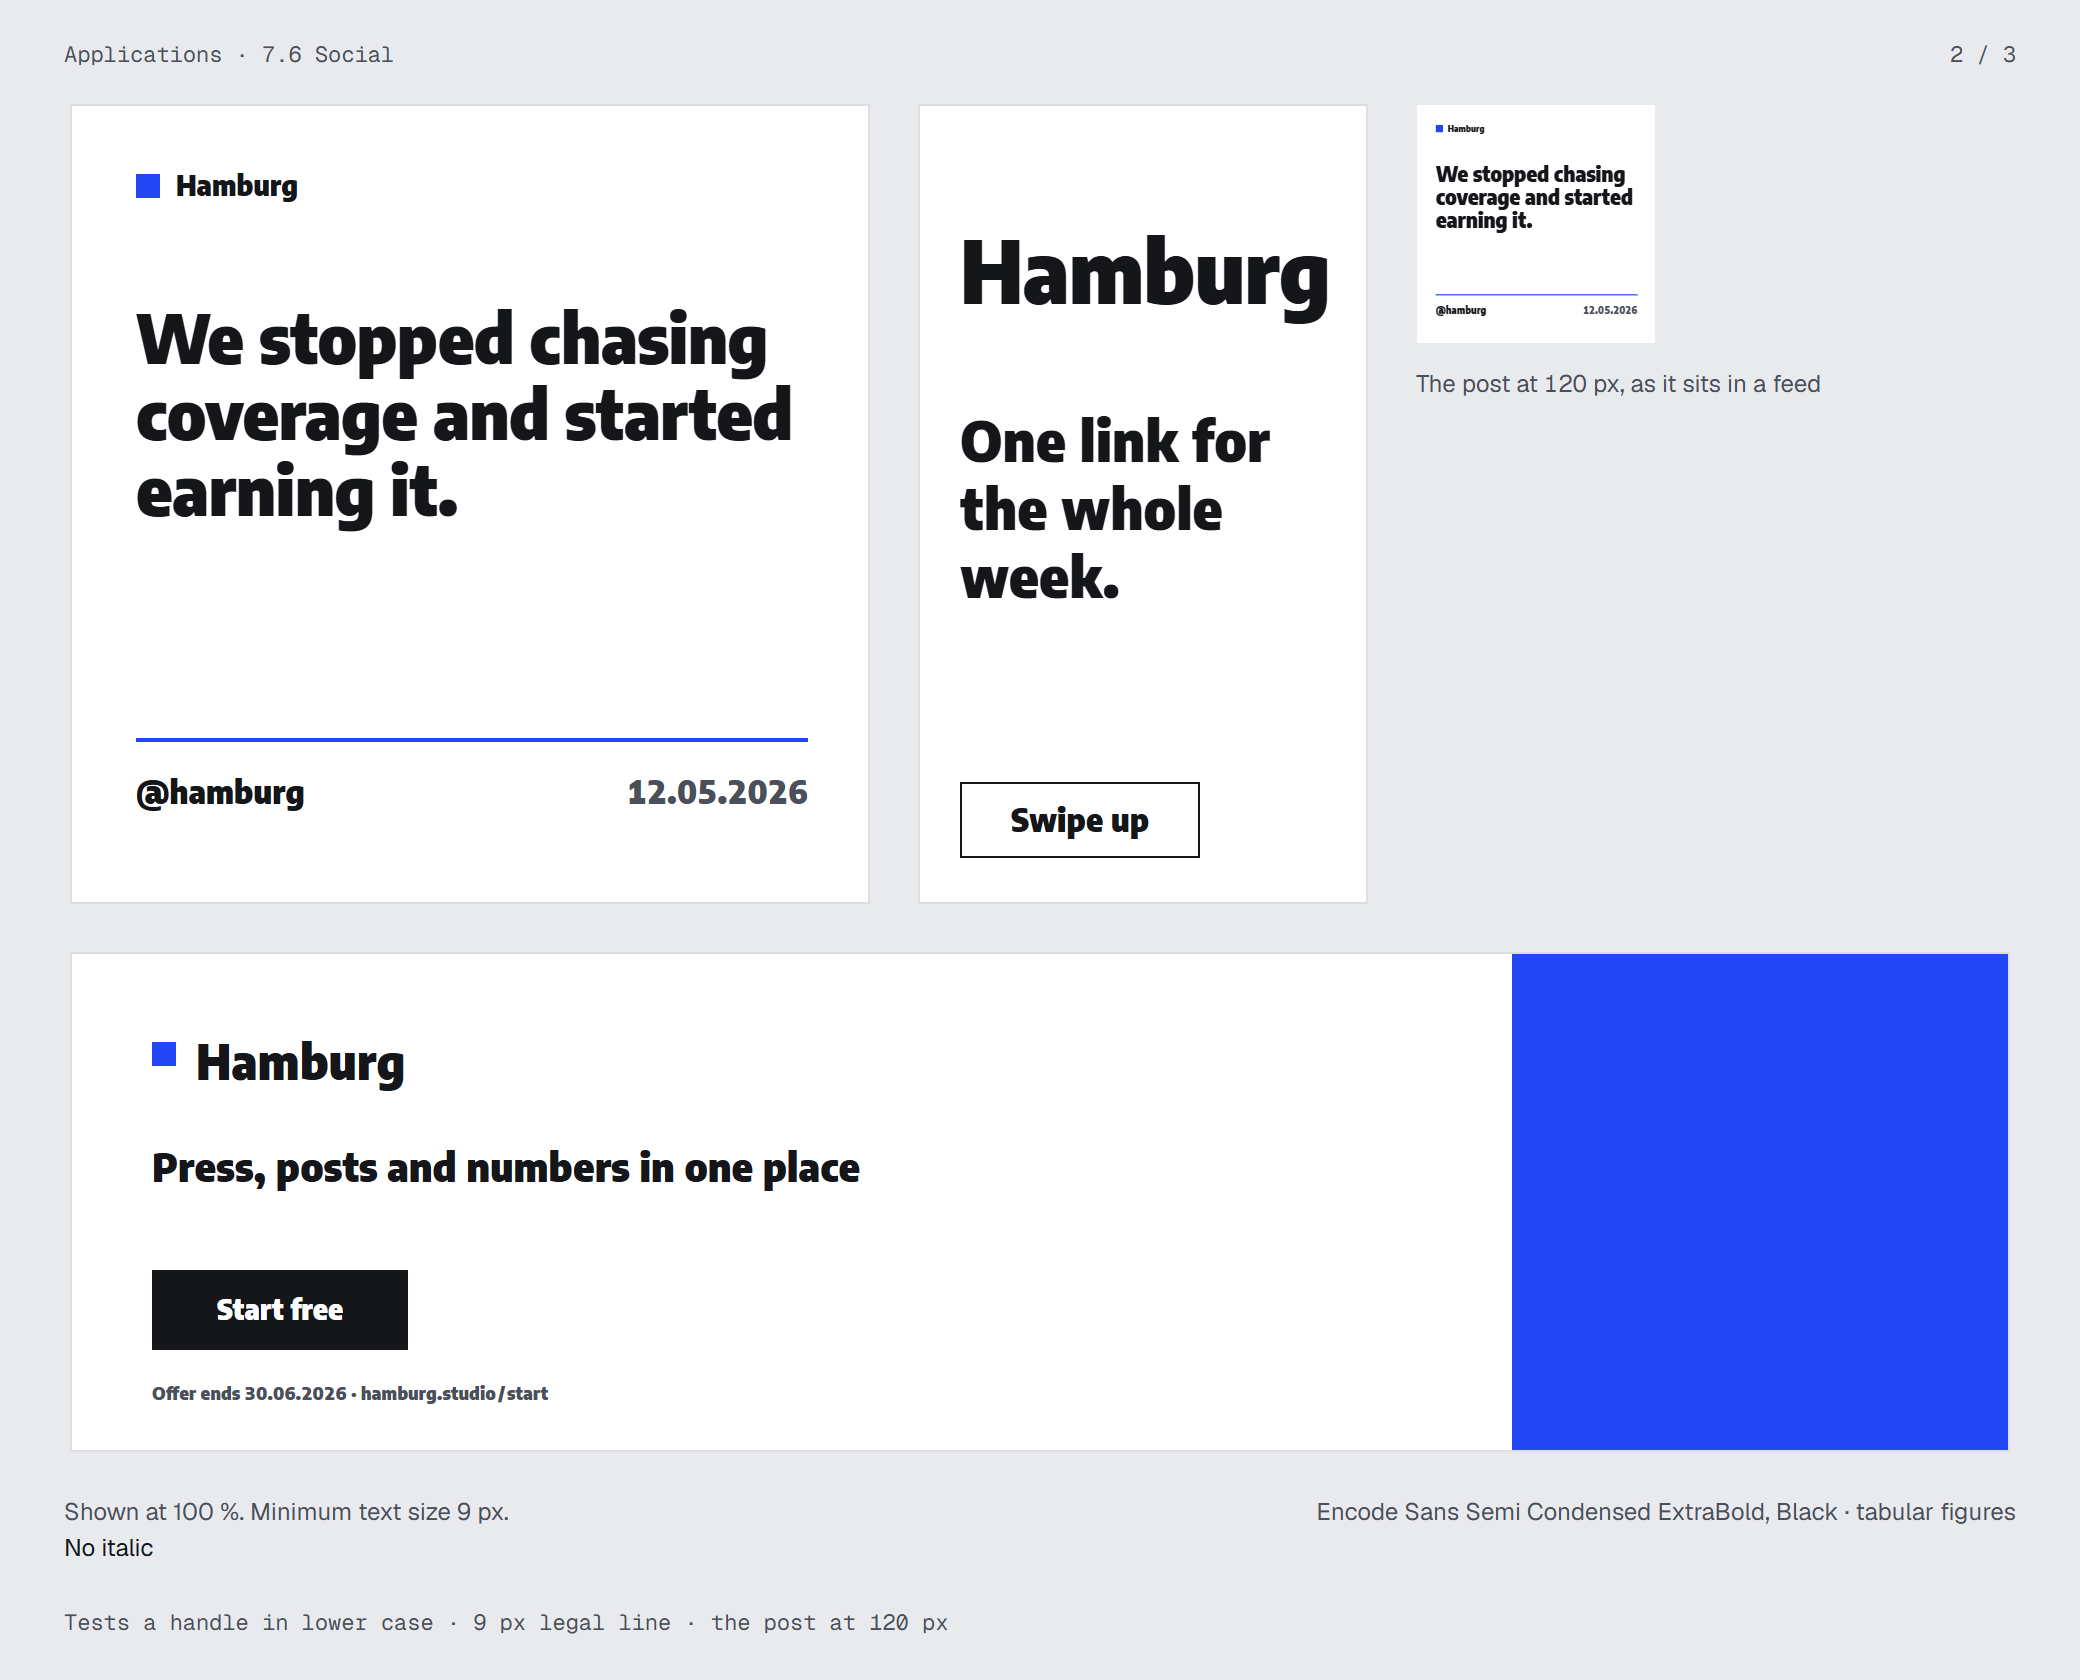 Applications · 7.6 Social
2 / 3
Hamburg
We stopped chasing
coverage and started
earning it.
@hamburg
12.05.2026
Hamburg
One link for
the whole
week.
Swipe up
Hamburg
We stopped chasing
coverage and started
earning it.
@hamburg
12.05.2026
The post at 120 px, as it sits in a feed
Hamburg
Press, posts and numbers in one place
Start free
Offer ends 30.06.2026 · hamburg.studio/start
Shown at 100 %. Minimum text size 9 px.
No italic
Encode Sans Semi Condensed ExtraBold, Black · tabular figures
Tests a handle in lower case · 9 px legal line · the post at 120 px